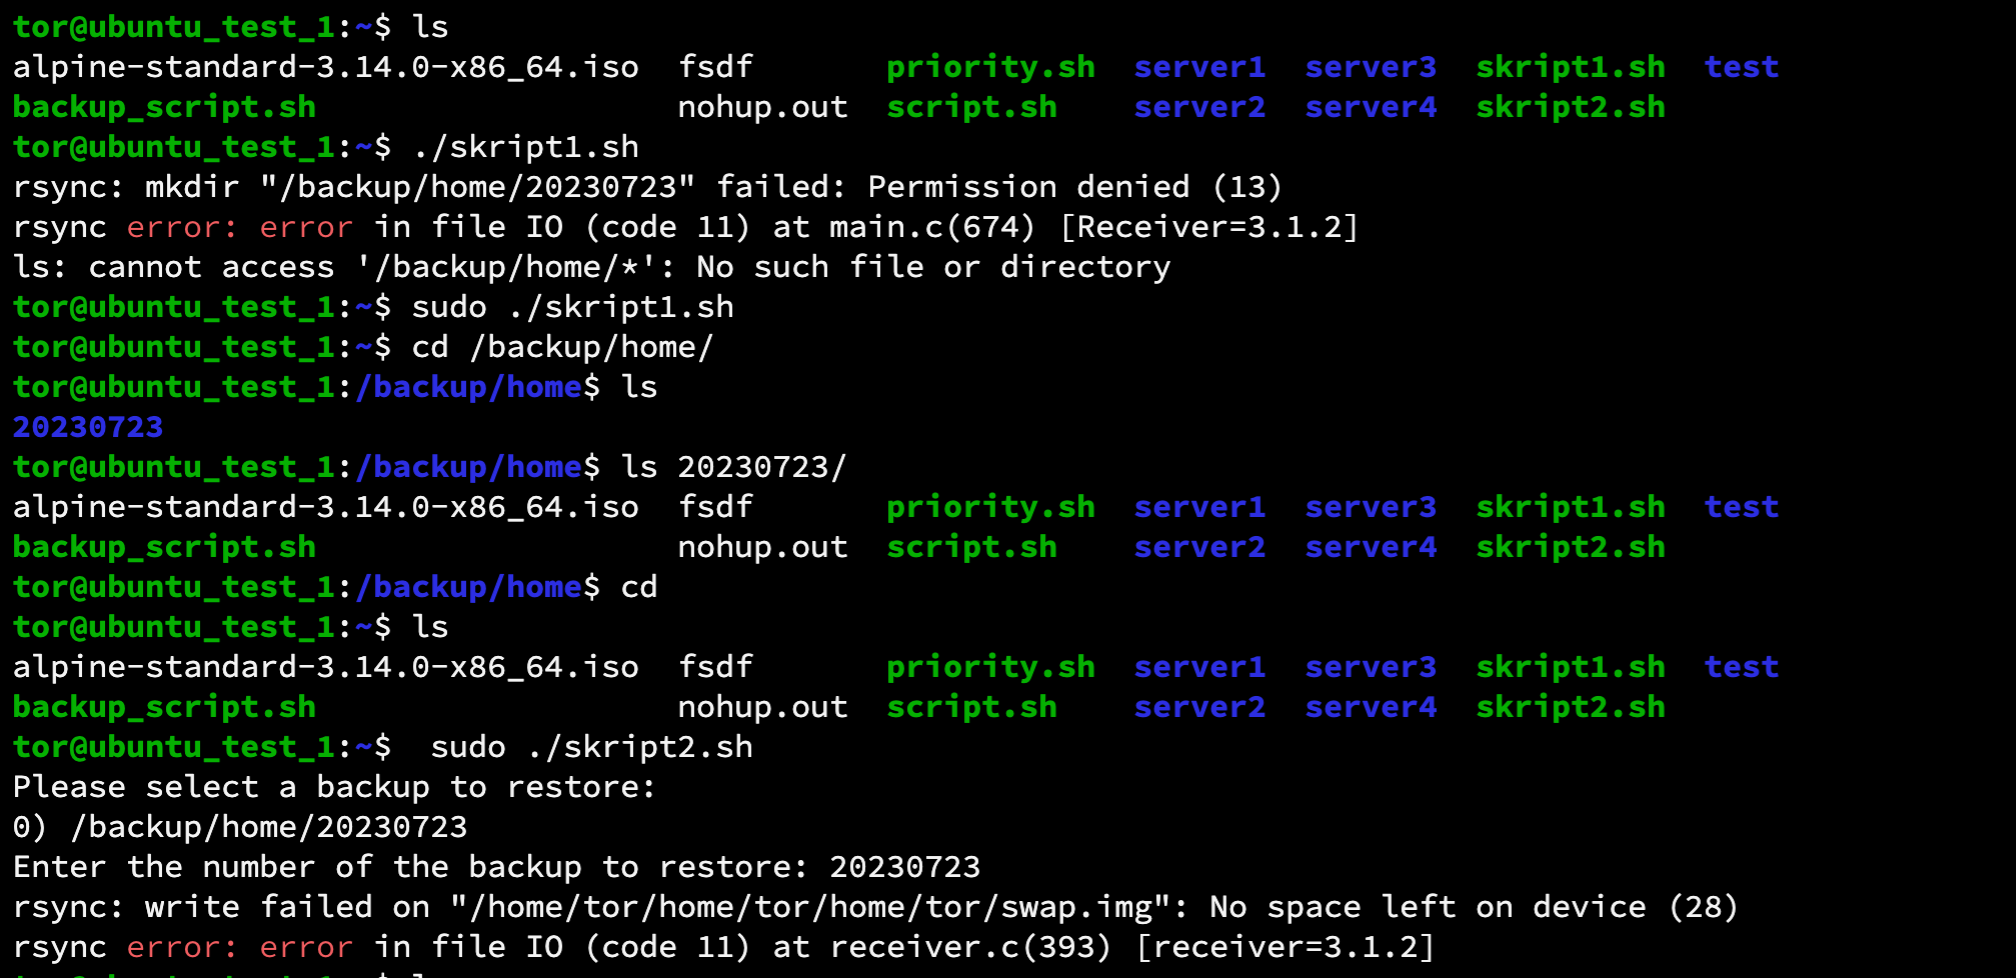 tor@ubuntu_test_1:~$ ls
alpine-standard-3.14.0-x86_64.iso  fsdf       priority.sh  server1  server3  skript1.sh  test
backup_script.sh                   nohup.out  script.sh    server2  server4  skript2.sh
tor@ubuntu_test_1:~$ ./skript1.sh
rsync: mkdir "/backup/home/20230723" failed: Permission denied (13)
rsync error: error in file IO (code 11) at main.c(674) [Receiver=3.1.2]
ls: cannot access '/backup/home/*': No such file or directory
tor@ubuntu_test_1:~$ sudo ./skript1.sh
tor@ubuntu_test_1:~$ cd /backup/home/
tor@ubuntu_test_1:/backup/home$ ls
20230723
tor@ubuntu_test_1:/backup/home$ ls 20230723/
alpine-standard-3.14.0-x86_64.iso  fsdf       priority.sh  server1  server3  skript1.sh  test
backup_script.sh                   nohup.out  script.sh    server2  server4  skript2.sh
tor@ubuntu_test_1:/backup/home$ cd
tor@ubuntu_test_1:~$ ls
alpine-standard-3.14.0-x86_64.iso  fsdf       priority.sh  server1  server3  skript1.sh  test
backup_script.sh                   nohup.out  script.sh    server2  server4  skript2.sh
tor@ubuntu_test_1:~$  sudo ./skript2.sh
Please select a backup to restore:
0) /backup/home/20230723
Enter the number of the backup to restore: 20230723
rsync: write failed on "/home/tor/home/tor/home/tor/swap.img": No space left on device (28)
rsync error: error in file IO (code 11) at receiver.c(393) [receiver=3.1.2]